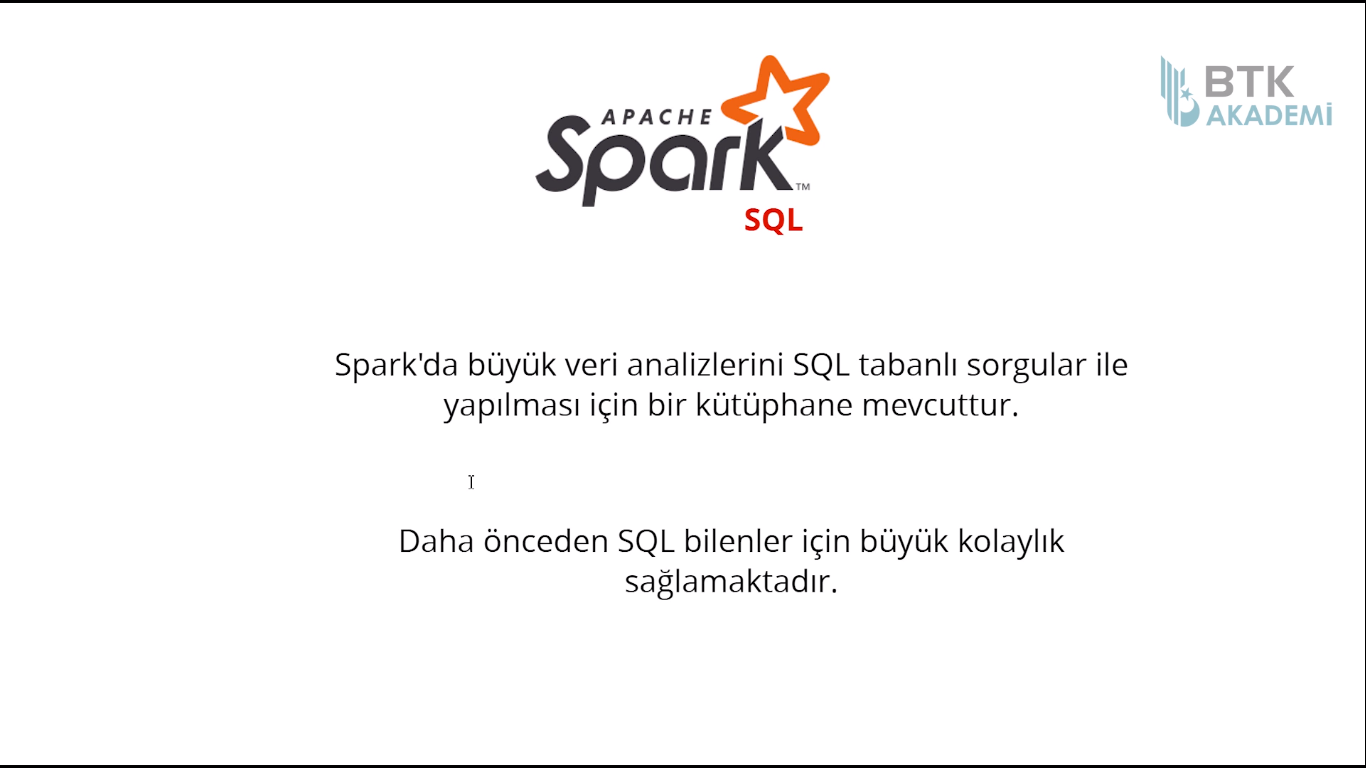 BTK
AKADEMİ
APACHE
Spark™
SQL
Spark'da büyük veri analizlerini SQL tabanlı sorgular ile
yapılması için bir kütüphane mevcuttur.
Daha önceden SQL bilenler için büyük kolaylık
sağlamaktadır.